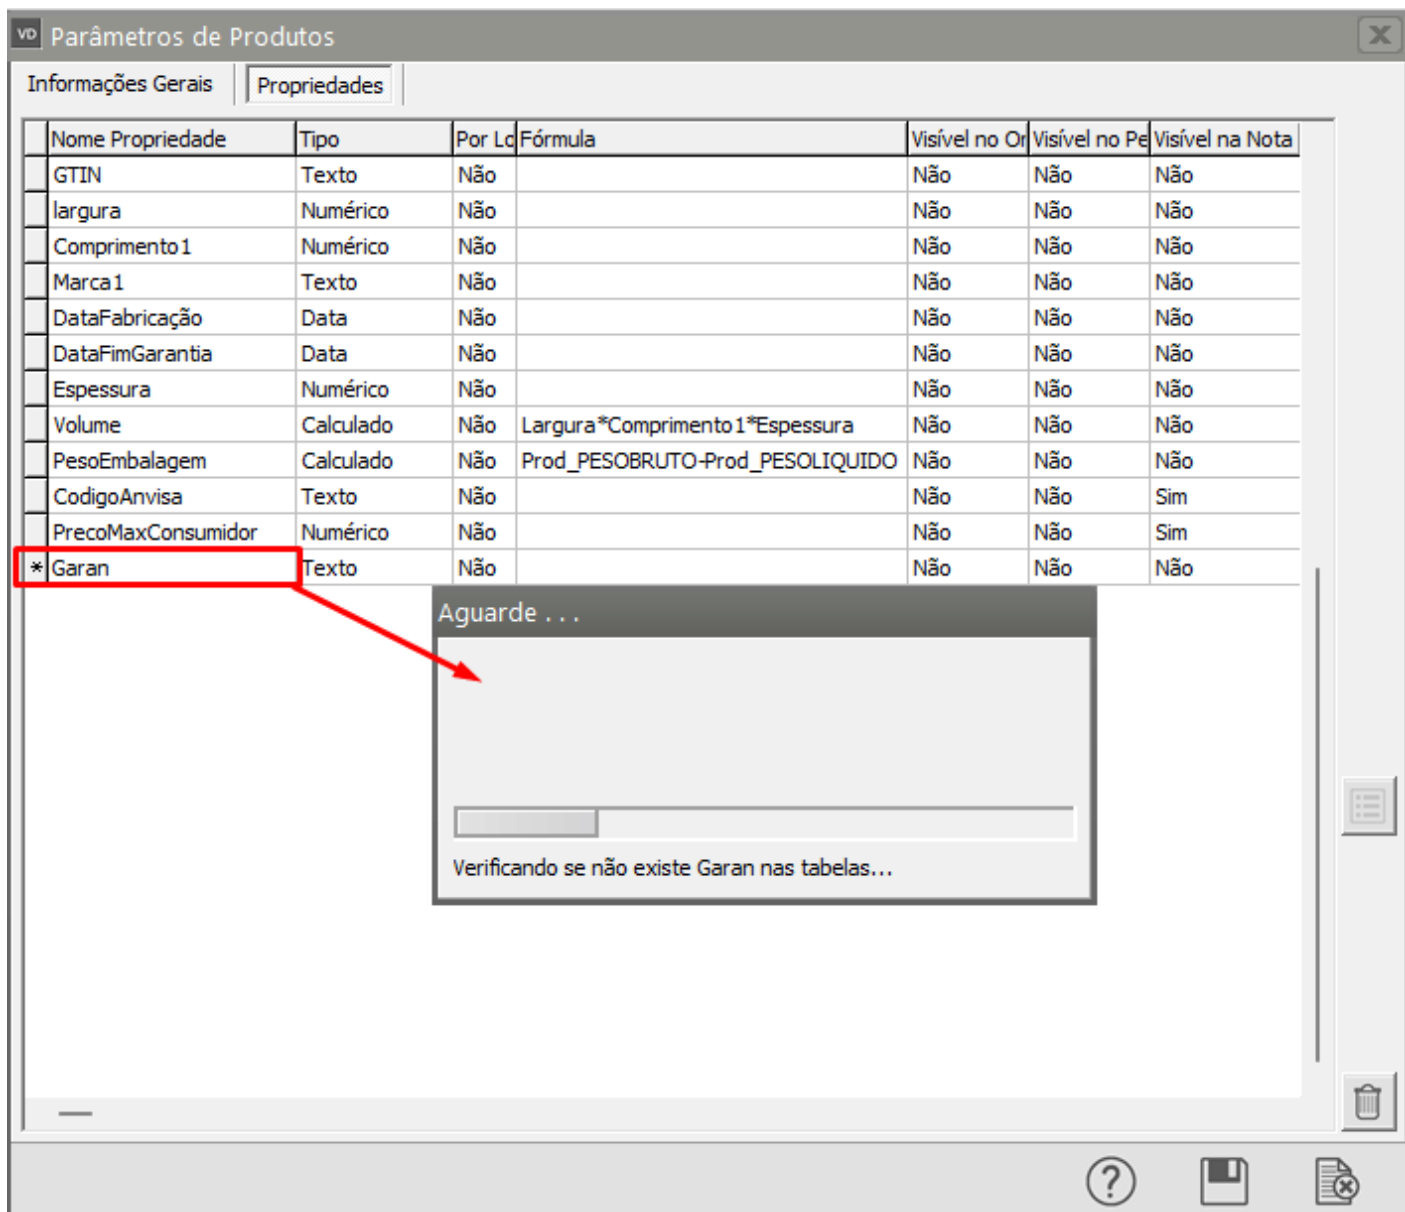 VD Parâmetros de Produtos
Informações Gerais Propriedades
Nome Propriedade Tipo Por Lo Fórmula Visível no Or Visível no Pe Visível na Nota
GTIN Texto Não Não Não Não
largura Numérico Não Não Não Não
Comprimento1 Numérico Não Não Não Não
Marca1 Texto Não Não Não Não
DataFabricação Data Não Não Não Não
DataFimGarantia Data Não Não Não Não
Espessura Numérico Não Não Não Não
Volume Calculado Não Largura*Comprimento1*Espessura Não Não Não
PesoEmbalagem Calculado Não Prod_PESOBRUTO-Prod_PESOLIQUIDO Não Não Não
CodigoAnvisa Texto Não Não Não Sim
PrecoMaxConsumidor Numérico Não Não Não Sim
* Garan Texto Não Não Não Não
Aguarde . . .
Verificando se não existe Garan nas tabelas...